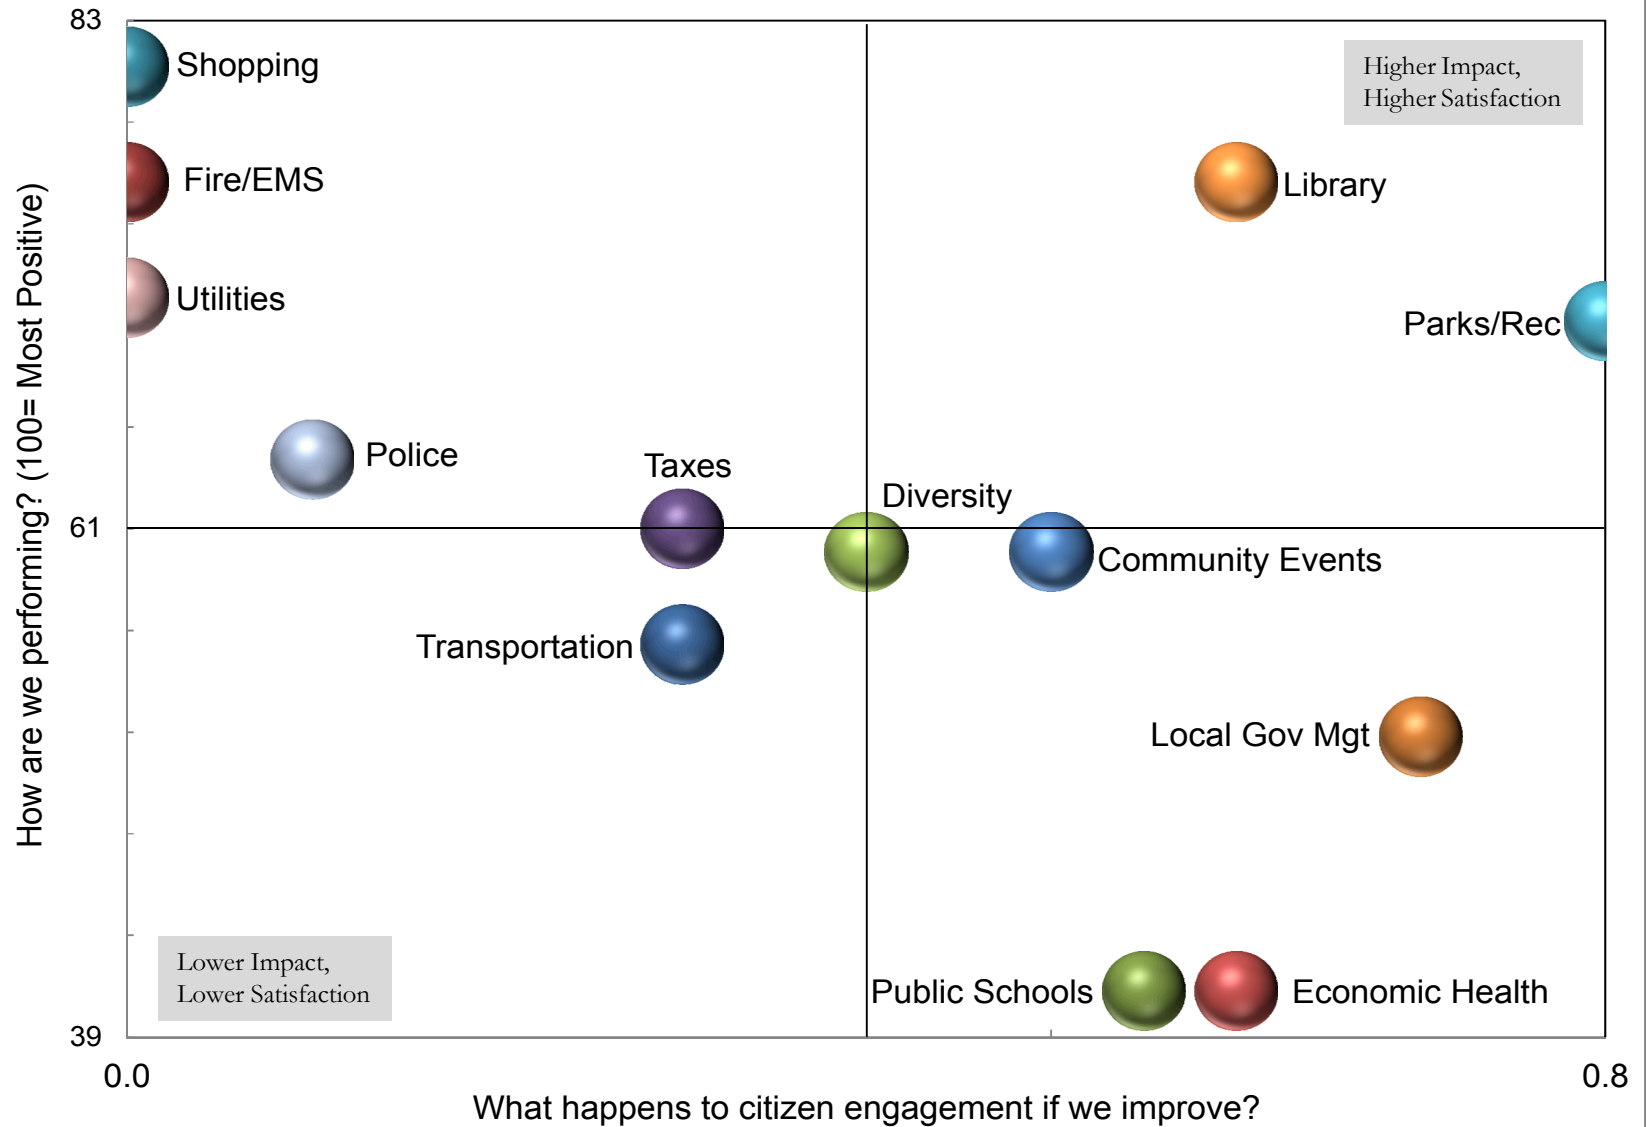 83
Shopping
Higher Impact,
Higher Satisfaction
Fire/EMS
Library
Utilities
Parks/Rec
How are we performing? (100= Most Positive)
Police
Taxes
Diversity
61
Community Events
Transportation
Local Gov Mgt
Lower Impact,
Lower Satisfaction
Public Schools
Economic Health
39
0.0
0.8
What happens to citizen engagement if we improve?